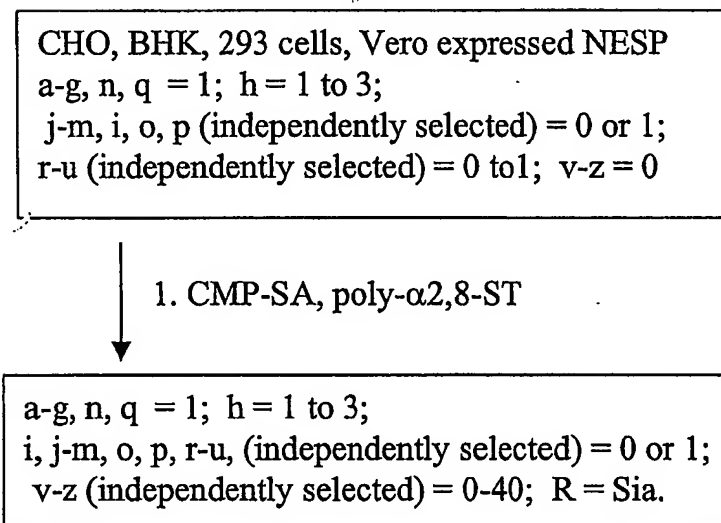 CHO, BHK, 293 cells, Vero expressed NESP
a-g, n, q = 1; h = 1 to 3;
j-m, i, o, p (independently selected) = 0 or 1;
r-u (independently selected) = 0 to1; v-z = 0
1. CMP-SA, poly-α2,8-ST
a-g, n, q = 1; h = 1 to 3;
i, j-m, o, p, r-u, (independently selected) = 0 or 1;
v-z (independently selected) = 0-40; R = Sia.